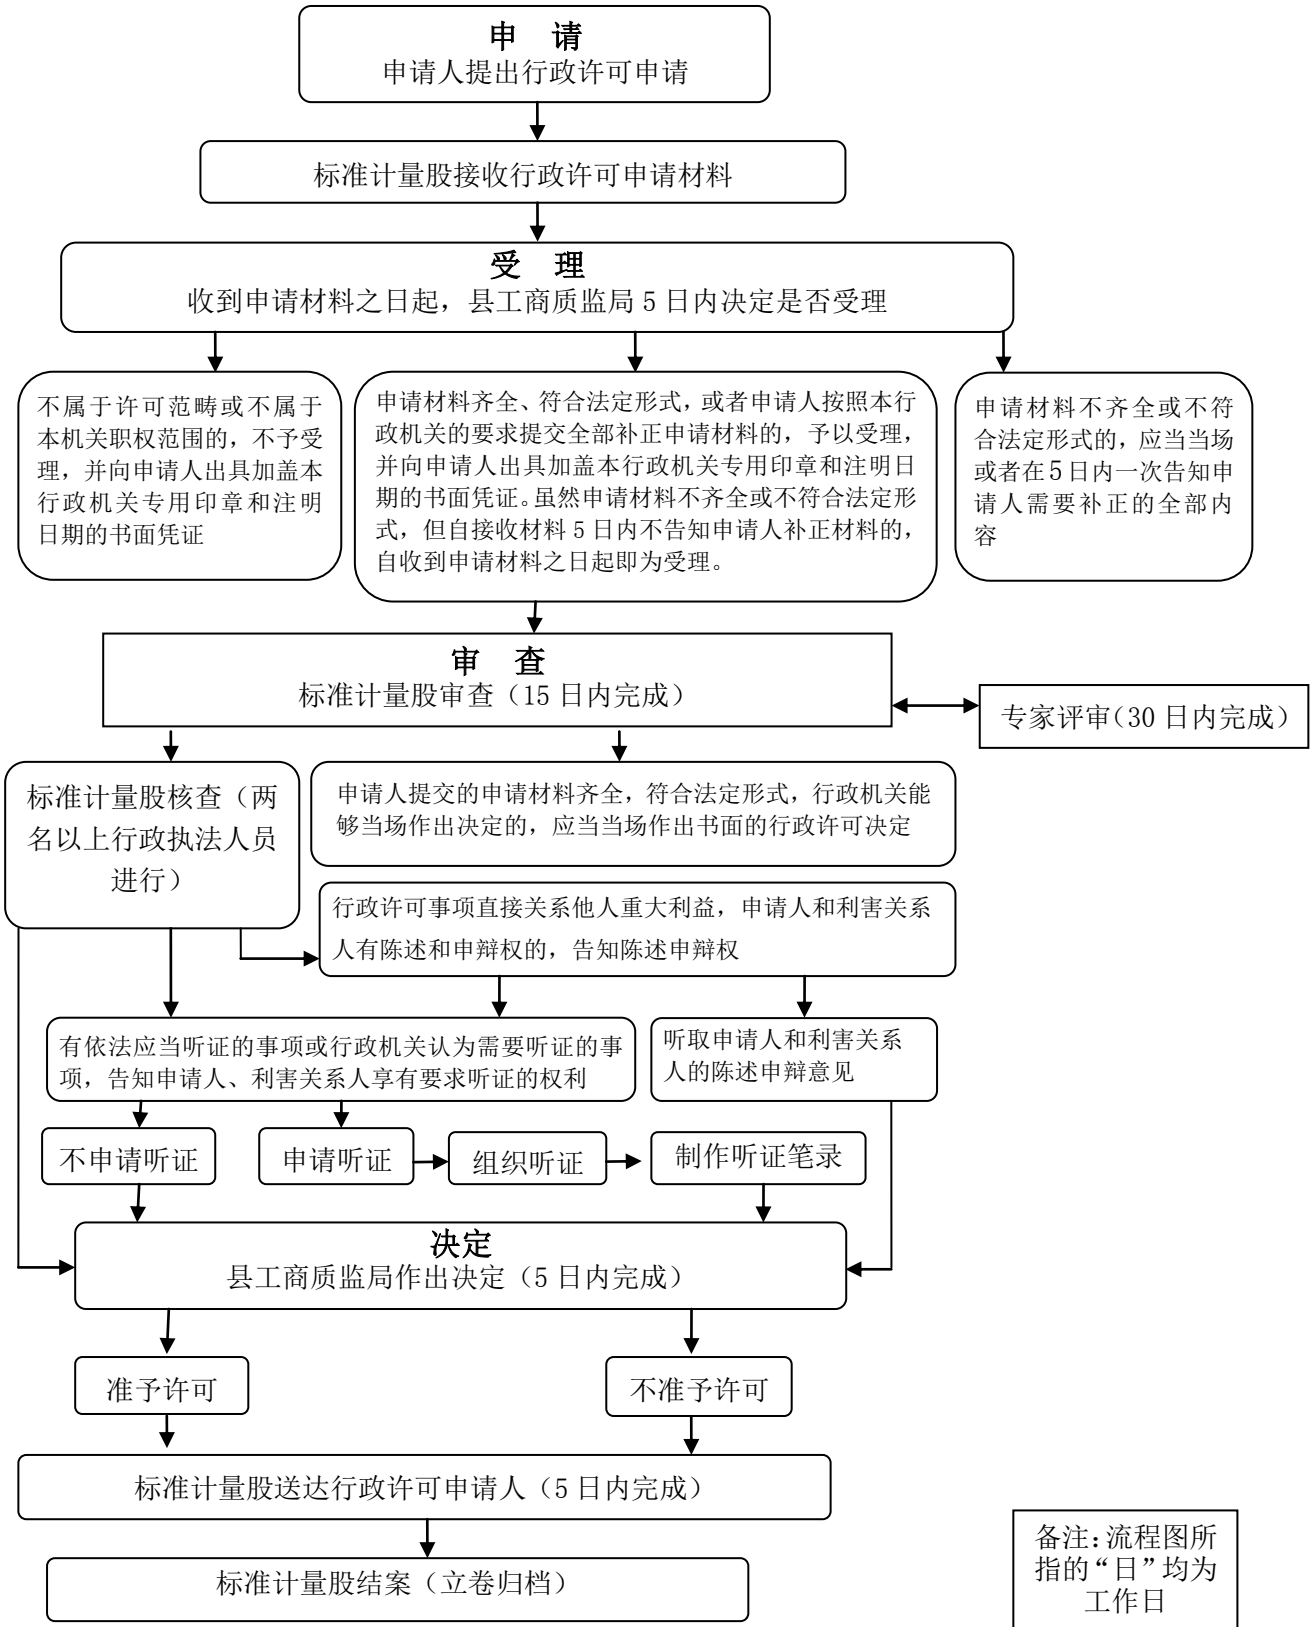 申 请
申请人提出行政许可申请
标准计量股接收行政许可申请材料
受 理
收到申请材料之日起，县工商质监局 5 日内决定是否受理
不属于许可范畴或不属于
本机关职权范围的，不予受
理，并向申请人出具加盖本
行政机关专用印章和注明
日期的书面凭证
申请材料齐全、符合法定形式，或者申请人按照本行
政机关的要求提交全部补正申请材料的，予以受理，
并向申请人出具加盖本行政机关专用印章和注明日
期的书面凭证。虽然申请材料不齐全或不符合法定形
式，但自接收材料 5 日内不告知申请人补正材料的，
自收到申请材料之日起即为受理。
申请材料不齐全或不符
合法定形式的，应当当场
或者在 5 日内一次告知申
请人需要补正的全部内
容
审 查
标准计量股审查（15 日内完成）
专家评审（30 日内完成）
标准计量股核查（两
名以上行政执法人员
进行）
申请人提交的申请材料齐全，符合法定形式，行政机关能
够当场作出决定的，应当当场作出书面的行政许可决定
行政许可事项直接关系他人重大利益，申请人和利害关系
人有陈述和申辩权的，告知陈述申辩权
有依法应当听证的事项或行政机关认为需要听证的事
项，告知申请人、利害关系人享有要求听证的权利
听取申请人和利害关系
人的陈述申辩意见
不申请听证
申请听证
组织听证
制作听证笔录
决定
县工商质监局作出决定（5 日内完成）
准予许可
不准予许可
标准计量股送达行政许可申请人（5 日内完成）
标准计量股结案（立卷归档）
备注：流程图所
指的“日”均为
工作日